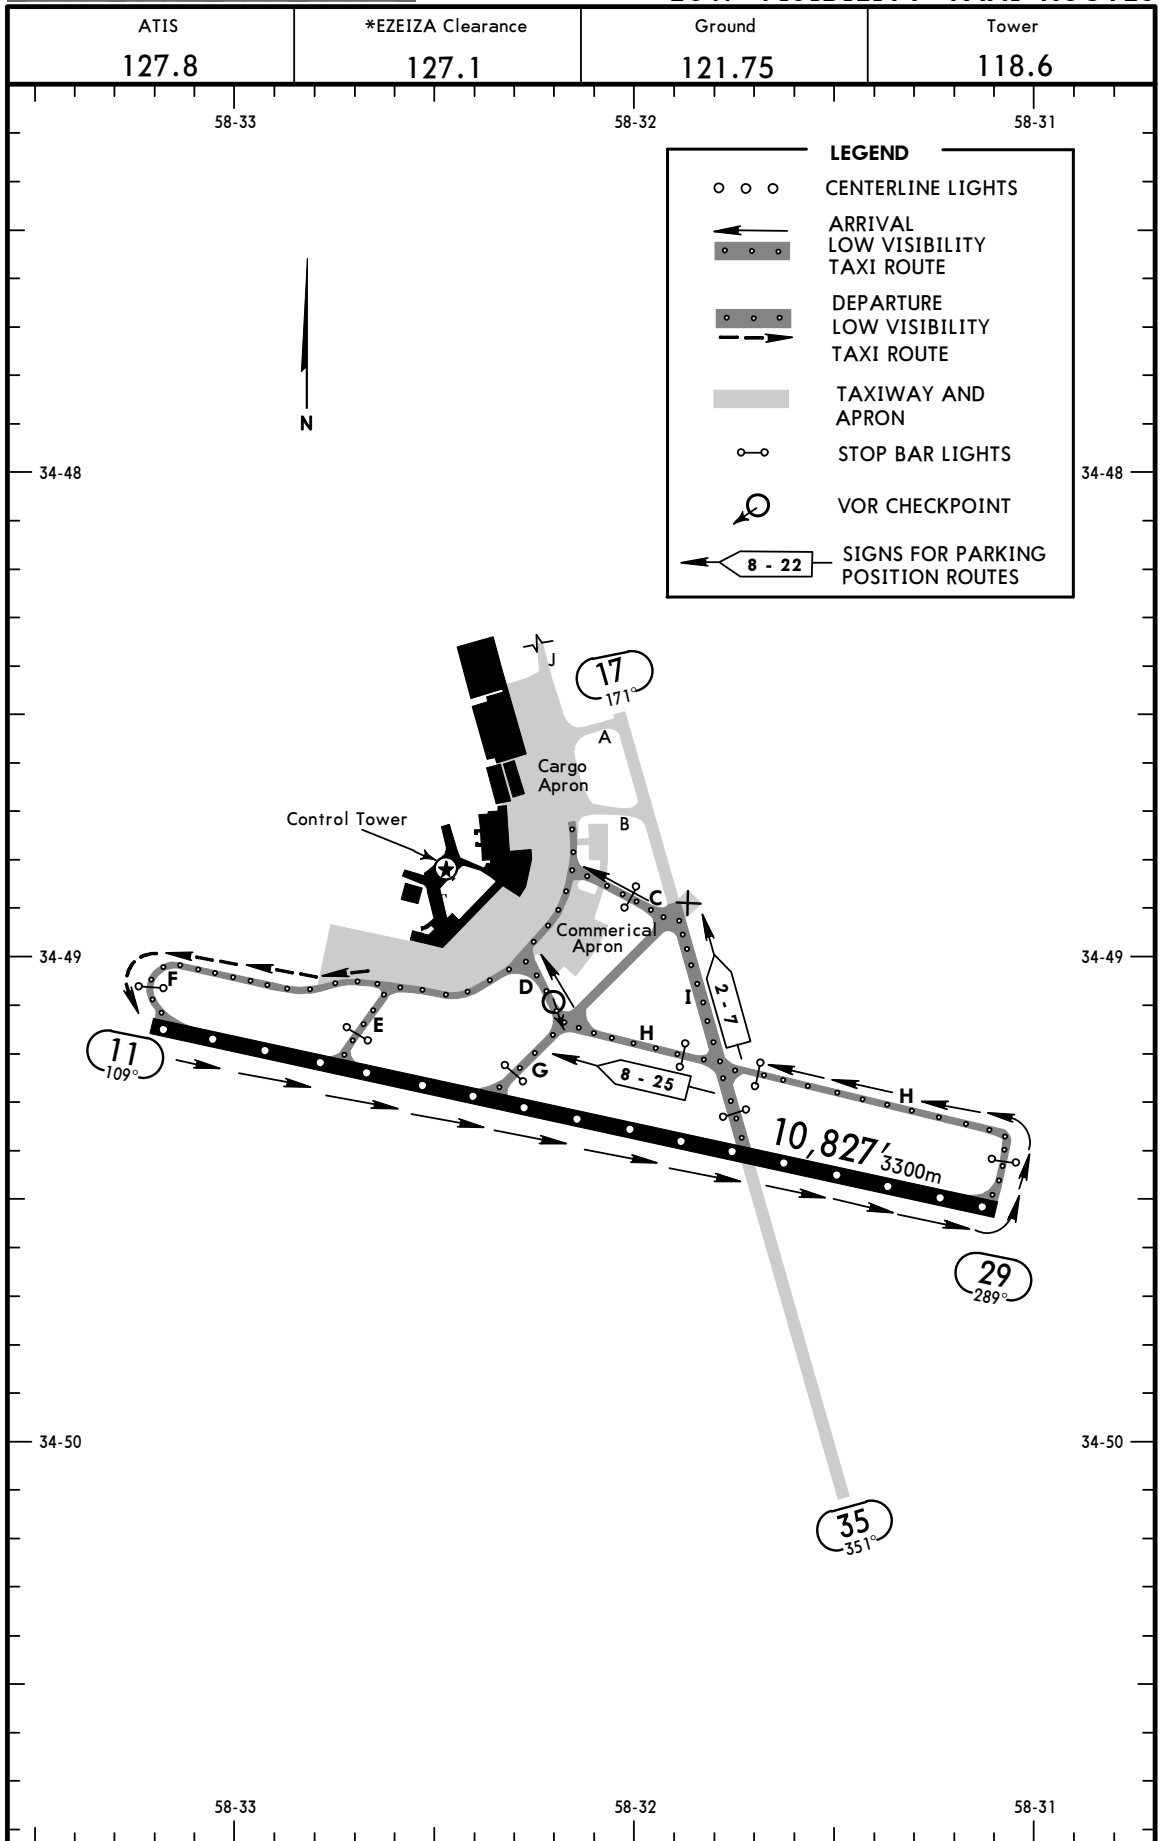 ATIS
127.8
*EZEIZA Clearance
127.1
Ground
121.75
Tower
118.6
58-33
58-32
58-31
LEGEND
CENTERLINE LIGHTS
ARRIVAL
LOW VISIBILITY
TAXI ROUTE
DEPARTURE
LOW VISIBILITY
TAXI ROUTE
TAXIWAY AND
APRON
STOP BAR LIGHTS
VOR CHECKPOINT
8 - 22
SIGNS FOR PARKING
POSITION ROUTES
N
34-48
34-48
J
17
171°
A
Cargo
Apron
B
Control Tower
C
Commerical
Apron
34-49
34-49
F
D
I
2 - 7
E
H
11
109°
G
8 - 25
H
10,827'
3300m
29
289°
34-50
34-50
35
351°
58-33
58-32
58-31